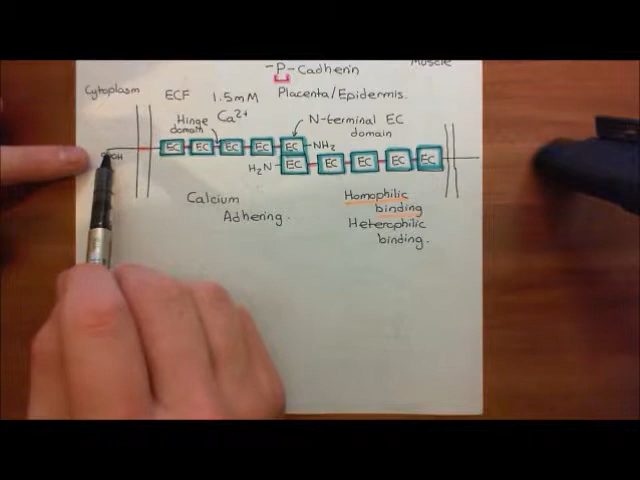 -P-Cadherin
Muscle
Cytoplasm
ECF
1.5mM
Ca2+
Placenta/Epidermis.
Hinge
domain
N-terminal EC
domain
EC EC EC EC EC -NH2
OH
H2N- EC EC EC EC EC
Calcium
Adhering.
Homophilic
binding
Heterophilic
binding.